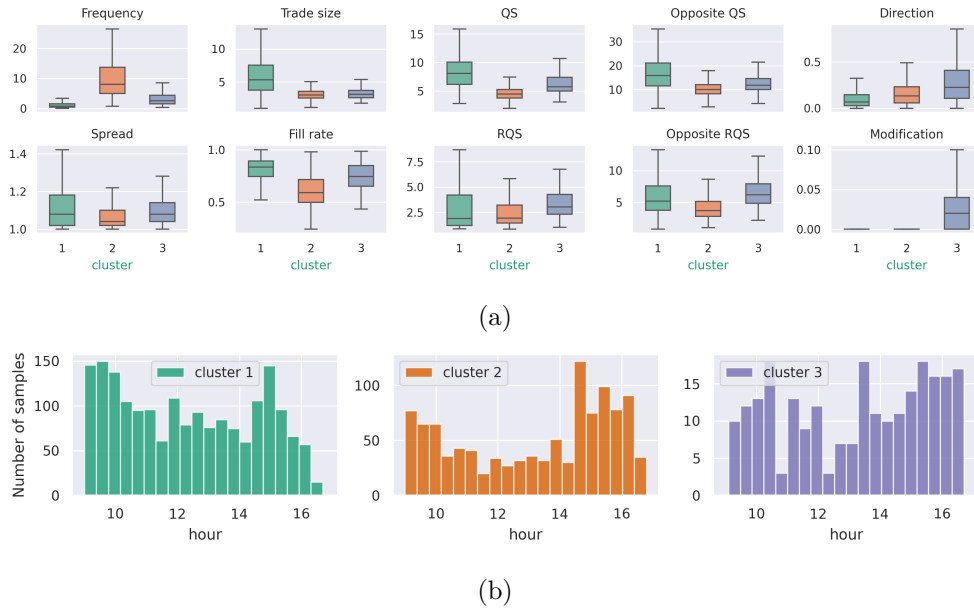 Frequency Trade size QS Opposite QS Direction
20
10
0
10
5
15
10
5
30
20
10
0.5
0.0
Spread Fill rate RQS Opposite RQS Modification
1.4
1.2
1.0
1.0
0.5
7.5
5.0
2.5
10
5
0.10
0.05
0.00
1 2 3 1 2 3 1 2 3 1 2 3 1 2 3
cluster cluster cluster cluster cluster
(a)
Number of samples
150
100
50
0
cluster 1
10 12 14 16
hour
100
50
0
cluster 2
10 12 14 16
hour
15
10
5
0
cluster 3
10 12 14 16
hour
(b)